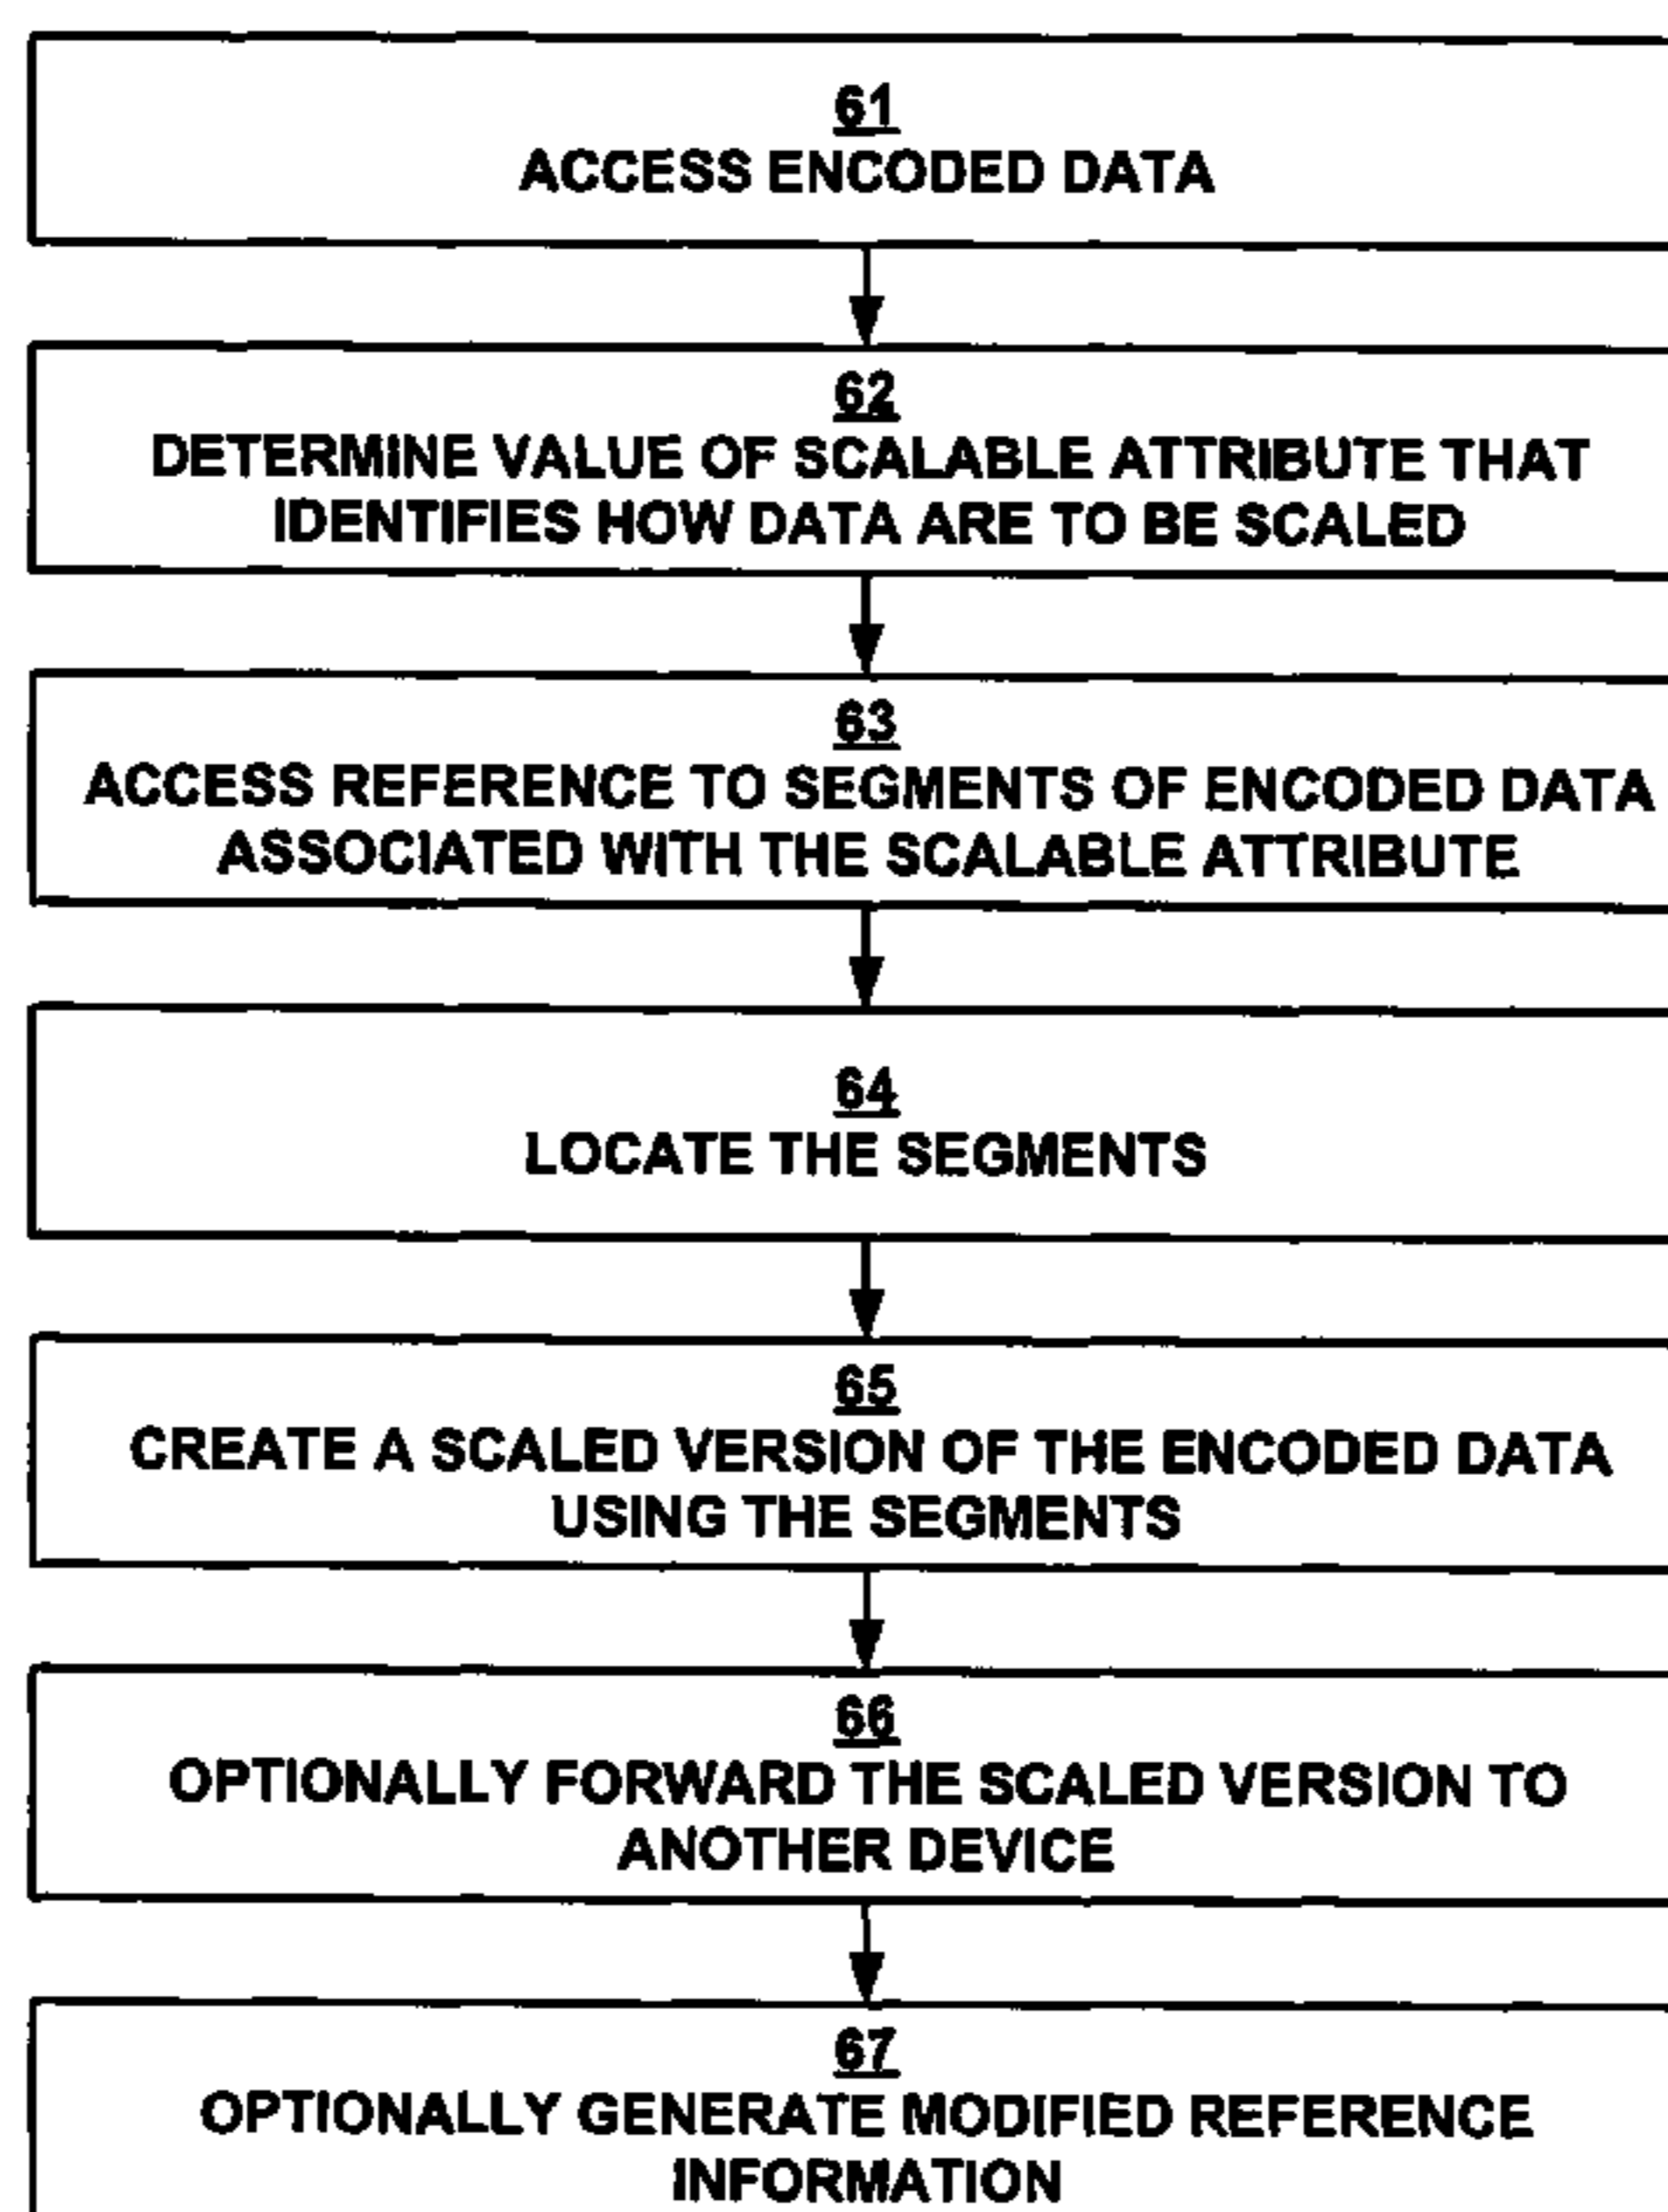 61
ACCESS ENCODED DATA
62
DETERMINE VALUE OF SCALABLE ATTRIBUTE THAT
IDENTIFIES HOW DATA ARE TO BE SCALED
63
ACCESS REFERENCE TO SEGMENTS OF ENCODED DATA
ASSOCIATED WITH THE SCALABLE ATTRIBUTE
64
LOCATE THE SEGMENTS
65
CREATE A SCALED VERSION OF THE ENCODED DATA
USING THE SEGMENTS
66
OPTIONALLY FORWARD THE SCALED VERSION TO
ANOTHER DEVICE
67
OPTIONALLY GENERATE MODIFIED REFERENCE
INFORMATION